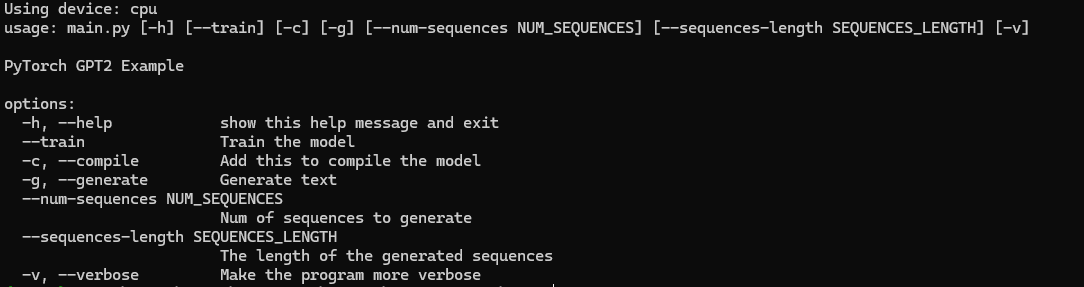 Using device: cpu
usage: main.py [-h] [--train] [-c] [-g] [--num-sequences NUM_SEQUENCES] [--sequences-length SEQUENCES_LENGTH] [-v]
PyTorch GPT2 Example
options:
-h, --help show this help message and exit
--train Train the model
-c, --compile Add this to compile the model
-g, --generate Generate text
--num-sequences NUM_SEQUENCES
Num of sequences to generate
--sequences-length SEQUENCES_LENGTH
The length of the generated sequences
-v, --verbose Make the program more verbose